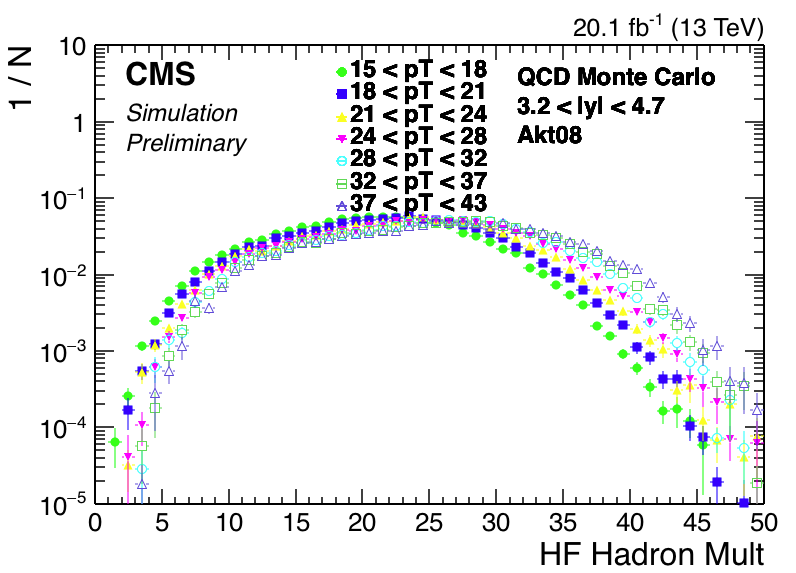 20.1 fb⁻¹ (13 TeV)
1 / N
CMS
Simulation
Preliminary
15 < pT < 18
18 < pT < 21
21 < pT < 24
24 < pT < 28
28 < pT < 32
32 < pT < 37
37 < pT < 43
QCD Monte Carlo
3.2 < |y| < 4.7
Akt08
10
1
10⁻¹
10⁻²
10⁻³
10⁻⁴
10⁻⁵
0 5 10 15 20 25 30 35 40 45 50
HF Hadron Mult